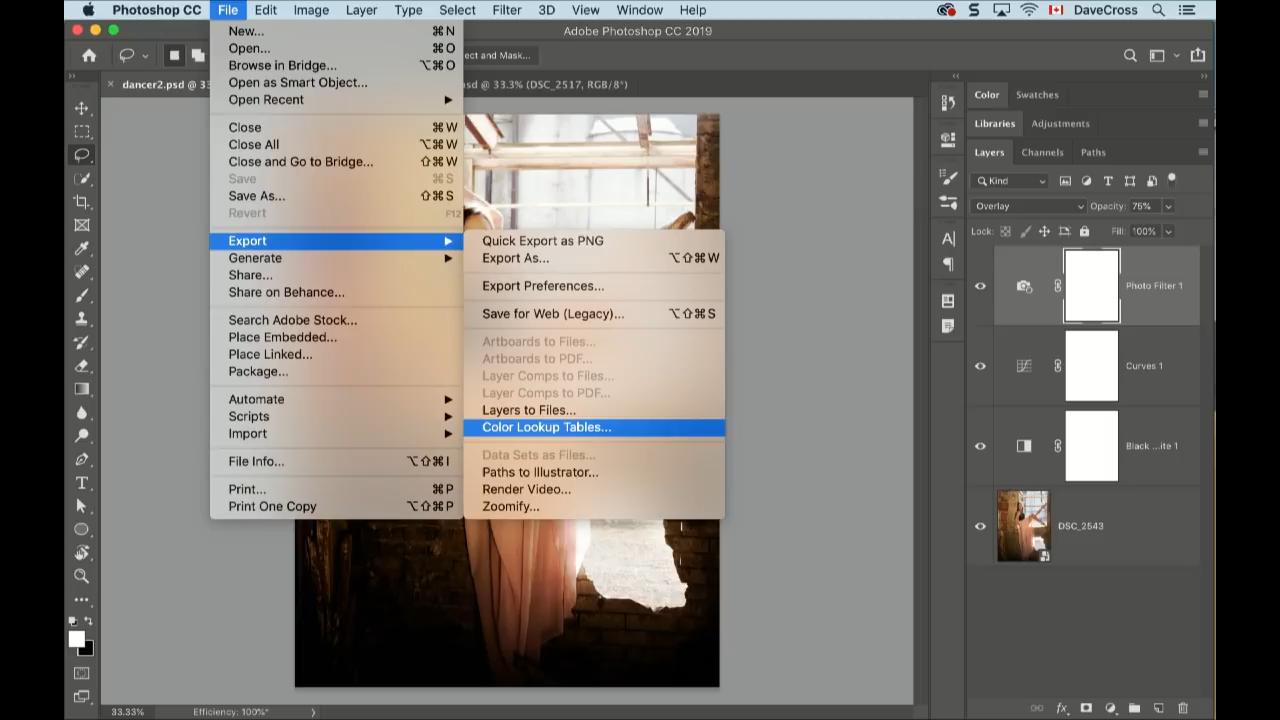 Photoshop CC File Edit Image Layer Type Select Filter 3D View Window Help DaveCross
Adobe Photoshop CC 2019
ect and Mask...
× dancer2.psd @ 33 sd @ 33.3% (DSC_2517, RGB/8*)
New... ⌘N
Open... ⌘O
Browse in Bridge... ⌥⌘O
Open as Smart Object...
Open Recent ▶
Close ⌘W
Close All ⌥⌘W
Close and Go to Bridge... ⇧⌘W
Save ⌘S
Save As... ⇧⌘S
Revert F12
Export ▶
Generate ▶
Share...
Share on Behance...
Search Adobe Stock...
Place Embedded...
Place Linked...
Package...
Automate ▶
Scripts ▶
Import ▶
File Info... ⌥⇧⌘I
Print... ⌘P
Print One Copy ⌥⇧⌘P
Quick Export as PNG
Export As... ⌥⇧⌘W
Export Preferences...
Save for Web (Legacy)... ⌥⇧⌘S
Artboards to Files...
Artboards to PDF...
Layer Comps to Files...
Layer Comps to PDF...
Layers to Files...
Color Lookup Tables...
Data Sets as Files...
Paths to Illustrator...
Render Video...
Zoomify...
Color Swatches
Libraries Adjustments
Layers Channels Paths
Kind
Overlay Opacity: 75%
Lock: Fill: 100%
Photo Filter 1
Curves 1
Black ...ite 1
DSC_2543
33.33% Efficiency: 100%*